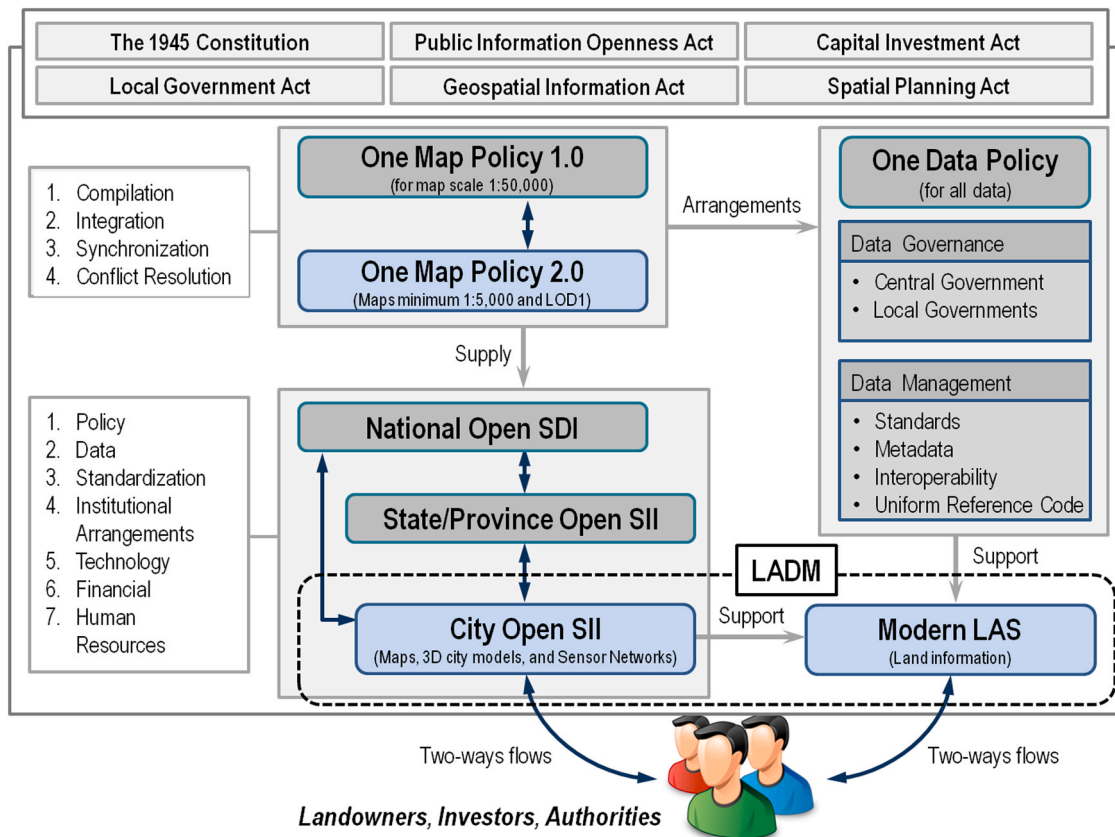 The 1945 Constitution
Public Information Openness Act
Capital Investment Act
Local Government Act
Geospatial Information Act
Spatial Planning Act
1. Compilation
2. Integration
3. Synchronization
4. Conflict Resolution
One Map Policy 1.0
(for map scale 1:50,000)
One Map Policy 2.0
(Maps minimum 1:5,000 and LOD1)
Arrangements
One Data Policy
(for all data)
Data Governance
• Central Government
• Local Governments
Data Management
• Standards
• Metadata
• Interoperability
• Uniform Reference Code
Supply
1. Policy
2. Data
3. Standardization
4. Institutional
Arrangements
5. Technology
6. Financial
7. Human
Resources
National Open SDI
State/Province Open SII
City Open SII
(Maps, 3D city models, and Sensor Networks)
LADM
Support
Support
Modern LAS
(Land information)
Two-ways flows
Two-ways flows
Landowners, Investors, Authorities